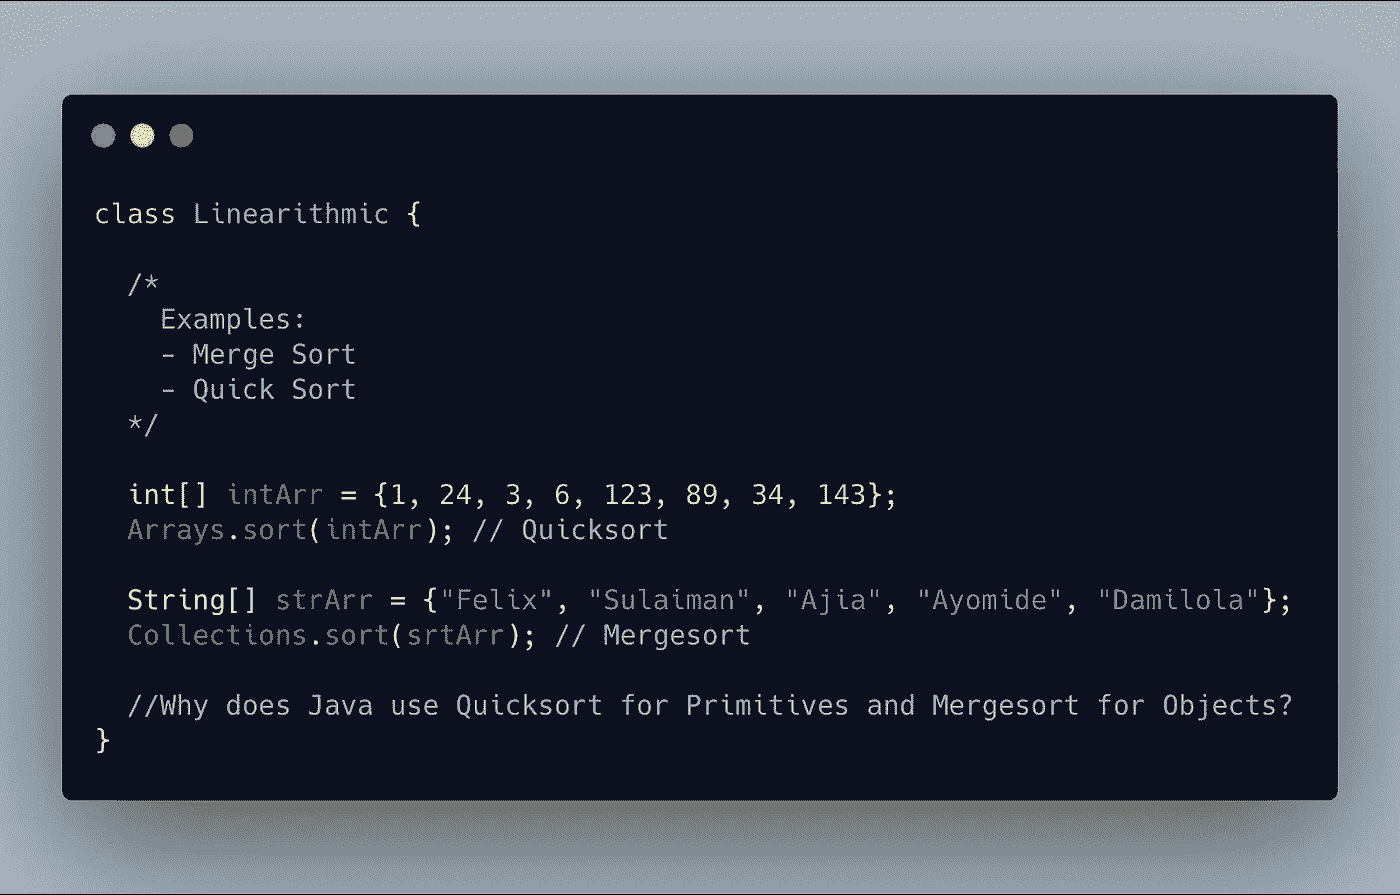 class Linearithmic {
/*
Examples:
- Merge Sort
- Quick Sort
*/
int[] intArr = {1, 24, 3, 6, 123, 89, 34, 143};
Arrays.sort(intArr); // Quicksort
String[] strArr = {"Felix", "Sulaiman", "Ajia", "Ayomide", "Damilola"};
Collections.sort(srtArr); // Mergesort
//Why does Java use Quicksort for Primitives and Mergesort for Objects?
}